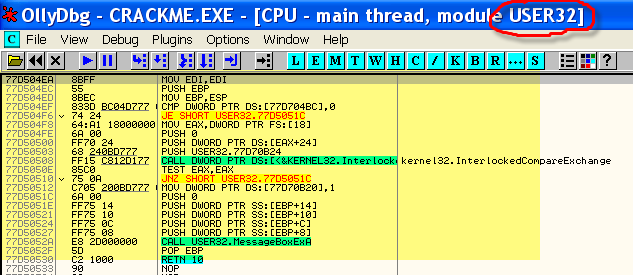 OllyDbg - CRACKME.EXE - [CPU - main thread, module USER32]
C File View Debug Plugins Options Window Help
L E M T W H C / K B R ... S ?
77D504EA 8BFF MOV EDI,EDI
77D504EC 55 PUSH EBP
77D504ED 8BEC MOV EBP,ESP
77D504EF 833D BC04D777 CMP DWORD PTR DS:[77D704BC],0
77D504F6 74 24 JE SHORT USER32.77D5051C
77D504F8 64:A1 18000000 MOV EAX,DWORD PTR FS:[18]
77D504FE 6A 00 PUSH 0
77D50500 FF70 24 PUSH DWORD PTR DS:[EAX+24]
77D50503 68 240BD777 PUSH USER32.77D70B24
77D50508 FF15 C812D177 CALL DWORD PTR DS:[<&KERNEL32.Interlocke kernel32.InterlockedCompareExchange
77D5050E 85C0 TEST EAX,EAX
77D50510 75 0A JNZ SHORT USER32.77D5051C
77D50512 C705 200BD777 MOV DWORD PTR DS:[77D70B20],1
77D5051C 6A 00 PUSH 0
77D5051E FF75 14 PUSH DWORD PTR SS:[EBP+14]
77D50521 FF75 10 PUSH DWORD PTR SS:[EBP+10]
77D50524 FF75 0C PUSH DWORD PTR SS:[EBP+C]
77D50527 FF75 08 PUSH DWORD PTR SS:[EBP+8]
77D5052A E8 2D000000 CALL USER32.MessageBoxExA
77D5052F 5D POP EBP
77D50530 C2 1000 RETN 10
77D50533 90 NOP